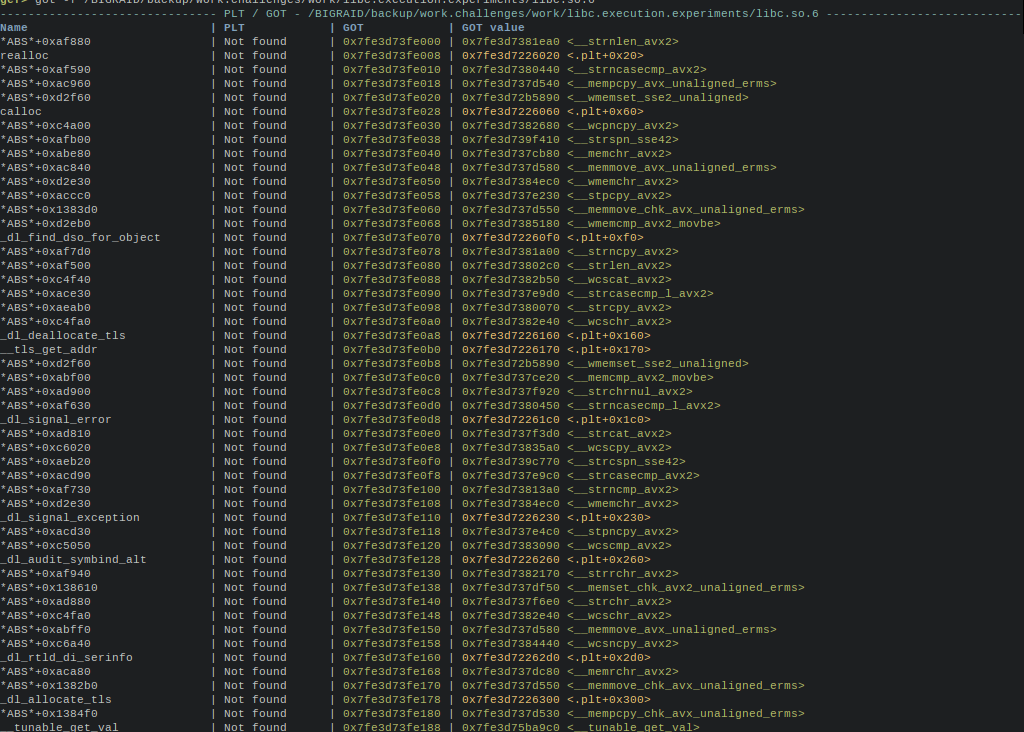 gef> got -r /BIGRAID/backup/work.challenges/work/libc.execution.experiments/libc.so.6
------------------------------- PLT / GOT - /BIGRAID/backup/work.challenges/work/libc.execution.experiments/libc.so.6 ----------------------------
Name | PLT | GOT | GOT value
*ABS*+0xaf880 | Not found | 0x7fe3d73fe000 | 0x7fe3d7381ea0 <__strnlen_avx2>
realloc | Not found | 0x7fe3d73fe008 | 0x7fe3d7226020 <.plt+0x20>
*ABS*+0xaf590 | Not found | 0x7fe3d73fe010 | 0x7fe3d7380440 <__strncasecmp_avx2>
*ABS*+0xac960 | Not found | 0x7fe3d73fe018 | 0x7fe3d737d540 <__mempcpy_avx_unaligned_erms>
*ABS*+0xd2f60 | Not found | 0x7fe3d73fe020 | 0x7fe3d72b5890 <__wmemset_sse2_unaligned>
calloc | Not found | 0x7fe3d73fe028 | 0x7fe3d7226060 <.plt+0x60>
*ABS*+0xc4a00 | Not found | 0x7fe3d73fe030 | 0x7fe3d7382680 <__wcpncpy_avx2>
*ABS*+0xafb00 | Not found | 0x7fe3d73fe038 | 0x7fe3d739f410 <__strspn_sse42>
*ABS*+0xabe80 | Not found | 0x7fe3d73fe040 | 0x7fe3d737cb80 <__memchr_avx2>
*ABS*+0xac840 | Not found | 0x7fe3d73fe048 | 0x7fe3d737d580 <__memmove_avx_unaligned_erms>
*ABS*+0xd2e30 | Not found | 0x7fe3d73fe050 | 0x7fe3d7384ec0 <__wmemchr_avx2>
*ABS*+0xaccc0 | Not found | 0x7fe3d73fe058 | 0x7fe3d737e230 <__stpcpy_avx2>
*ABS*+0x1383d0 | Not found | 0x7fe3d73fe060 | 0x7fe3d737d550 <__memmove_chk_avx_unaligned_erms>
*ABS*+0xd2eb0 | Not found | 0x7fe3d73fe068 | 0x7fe3d7385180 <__wmemcmp_avx2_movbe>
_dl_find_dso_for_object | Not found | 0x7fe3d73fe070 | 0x7fe3d72260f0 <.plt+0xf0>
*ABS*+0xaf7d0 | Not found | 0x7fe3d73fe078 | 0x7fe3d7381a00 <__strncpy_avx2>
*ABS*+0xaf500 | Not found | 0x7fe3d73fe080 | 0x7fe3d73802c0 <__strlen_avx2>
*ABS*+0xc4f40 | Not found | 0x7fe3d73fe088 | 0x7fe3d7382b50 <__wcscat_avx2>
*ABS*+0xace30 | Not found | 0x7fe3d73fe090 | 0x7fe3d737e9d0 <__strcasecmp_l_avx2>
*ABS*+0xaeab0 | Not found | 0x7fe3d73fe098 | 0x7fe3d7380070 <__strcpy_avx2>
*ABS*+0xc4fa0 | Not found | 0x7fe3d73fe0a0 | 0x7fe3d7382e40 <__wcschr_avx2>
_dl_deallocate_tls | Not found | 0x7fe3d73fe0a8 | 0x7fe3d7226160 <.plt+0x160>
__tls_get_addr | Not found | 0x7fe3d73fe0b0 | 0x7fe3d7226170 <.plt+0x170>
*ABS*+0xd2f60 | Not found | 0x7fe3d73fe0b8 | 0x7fe3d72b5890 <__wmemset_sse2_unaligned>
*ABS*+0xabf00 | Not found | 0x7fe3d73fe0c0 | 0x7fe3d737ce20 <__memcmp_avx2_movbe>
*ABS*+0xad900 | Not found | 0x7fe3d73fe0c8 | 0x7fe3d737f920 <__strchrnul_avx2>
*ABS*+0xaf630 | Not found | 0x7fe3d73fe0d0 | 0x7fe3d7380450 <__strncasecmp_l_avx2>
_dl_signal_error | Not found | 0x7fe3d73fe0d8 | 0x7fe3d72261c0 <.plt+0x1c0>
*ABS*+0xad810 | Not found | 0x7fe3d73fe0e0 | 0x7fe3d737f3d0 <__strcat_avx2>
*ABS*+0xc6020 | Not found | 0x7fe3d73fe0e8 | 0x7fe3d73835a0 <__wcscpy_avx2>
*ABS*+0xaeb20 | Not found | 0x7fe3d73fe0f0 | 0x7fe3d739c770 <__strcspn_sse42>
*ABS*+0xacd90 | Not found | 0x7fe3d73fe0f8 | 0x7fe3d737e9c0 <__strcasecmp_avx2>
*ABS*+0xaf730 | Not found | 0x7fe3d73fe100 | 0x7fe3d73813a0 <__strncmp_avx2>
*ABS*+0xd2e30 | Not found | 0x7fe3d73fe108 | 0x7fe3d7384ec0 <__wmemchr_avx2>
_dl_signal_exception | Not found | 0x7fe3d73fe110 | 0x7fe3d7226230 <.plt+0x230>
*ABS*+0xacd30 | Not found | 0x7fe3d73fe118 | 0x7fe3d737e4c0 <__stpncpy_avx2>
*ABS*+0xc5050 | Not found | 0x7fe3d73fe120 | 0x7fe3d7383090 <__wcscmp_avx2>
_dl_audit_symbind_alt | Not found | 0x7fe3d73fe128 | 0x7fe3d7226260 <.plt+0x260>
*ABS*+0xaf940 | Not found | 0x7fe3d73fe130 | 0x7fe3d7382170 <__strrchr_avx2>
*ABS*+0x138610 | Not found | 0x7fe3d73fe138 | 0x7fe3d737df50 <__memset_chk_avx2_unaligned_erms>
*ABS*+0xad880 | Not found | 0x7fe3d73fe140 | 0x7fe3d737f6e0 <__strchr_avx2>
*ABS*+0xc4fa0 | Not found | 0x7fe3d73fe148 | 0x7fe3d7382e40 <__wcschr_avx2>
*ABS*+0xabff0 | Not found | 0x7fe3d73fe150 | 0x7fe3d737d580 <__memmove_avx_unaligned_erms>
*ABS*+0xc6a40 | Not found | 0x7fe3d73fe158 | 0x7fe3d7384440 <__wcsncpy_avx2>
_dl_rtld_di_serinfo | Not found | 0x7fe3d73fe160 | 0x7fe3d72262d0 <.plt+0x2d0>
*ABS*+0xaca80 | Not found | 0x7fe3d73fe168 | 0x7fe3d737dc80 <__memrchr_avx2>
*ABS*+0x1382b0 | Not found | 0x7fe3d73fe170 | 0x7fe3d737d550 <__memmove_chk_avx_unaligned_erms>
_dl_allocate_tls | Not found | 0x7fe3d73fe178 | 0x7fe3d7226300 <.plt+0x300>
*ABS*+0x1384f0 | Not found | 0x7fe3d73fe180 | 0x7fe3d737d530 <__mempcpy_chk_avx_unaligned_erms>
__tunable_get_val | Not found | 0x7fe3d73fe188 | 0x7fe3d75ba9c0 <__tunable_get_val>